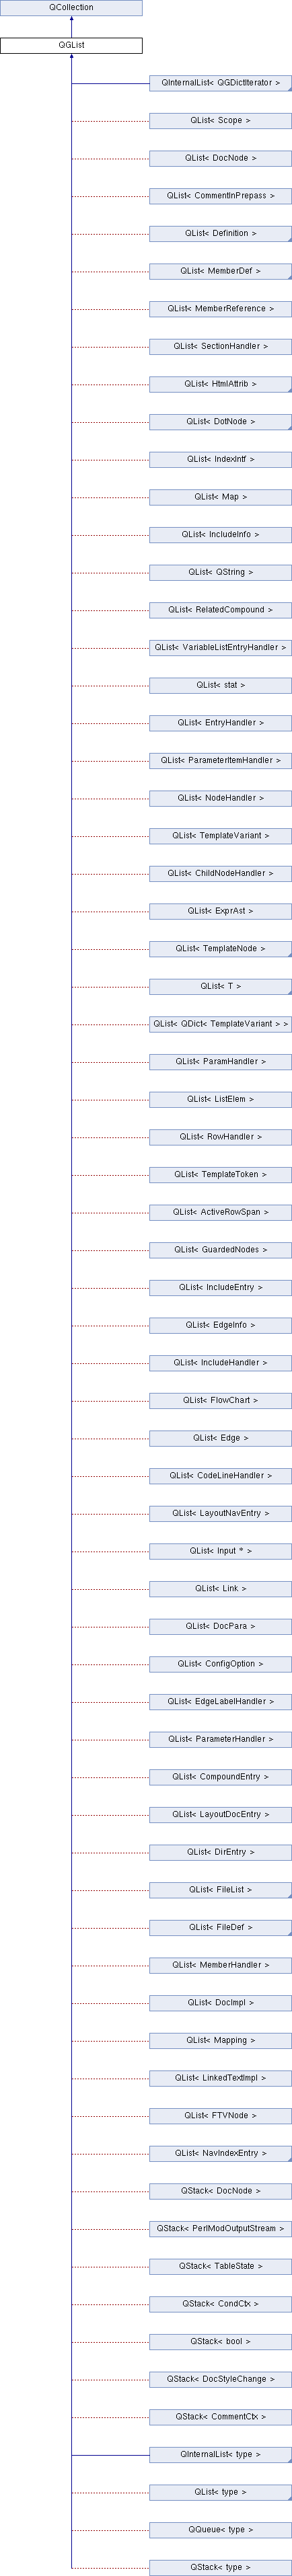 QCollection
QGList
QInternalList< QGDictIterator >
QList< Scope >
QList< DocNode >
QList< CommentInPrepass >
QList< Definition >
QList< MemberDef >
QList< MemberReference >
QList< SectionHandler >
QList< HtmlAttrib >
QList< DotNode >
QList< IndexIntf >
QList< Map >
QList< IncludeInfo >
QList< QString >
QList< RelatedCompound >
QList< VariableListEntryHandler >
QList< stat >
QList< EntryHandler >
QList< ParameterItemHandler >
QList< NodeHandler >
QList< TemplateVariant >
QList< ChildNodeHandler >
QList< ExprAst >
QList< TemplateNode >
QList< T >
QList< QDict< TemplateVariant > >
QList< ParamHandler >
QList< ListElem >
QList< RowHandler >
QList< TemplateToken >
QList< ActiveRowSpan >
QList< GuardedNodes >
QList< IncludeEntry >
QList< EdgeInfo >
QList< IncludeHandler >
QList< FlowChart >
QList< Edge >
QList< CodeLineHandler >
QList< LayoutNavEntry >
QList< Input * >
QList< Link >
QList< DocPara >
QList< ConfigOption >
QList< EdgeLabelHandler >
QList< ParameterHandler >
QList< CompoundEntry >
QList< LayoutDocEntry >
QList< DirEntry >
QList< FileList >
QList< FileDef >
QList< MemberHandler >
QList< DocImpl >
QList< Mapping >
QList< LinkedTextImpl >
QList< FTVNode >
QList< NavIndexEntry >
QStack< DocNode >
QStack< PerlModOutputStream >
QStack< TableState >
QStack< CondCtx >
QStack< bool >
QStack< DocStyleChange >
QStack< CommentCtx >
QInternalList< type >
QList< type >
QQueue< type >
QStack< type >